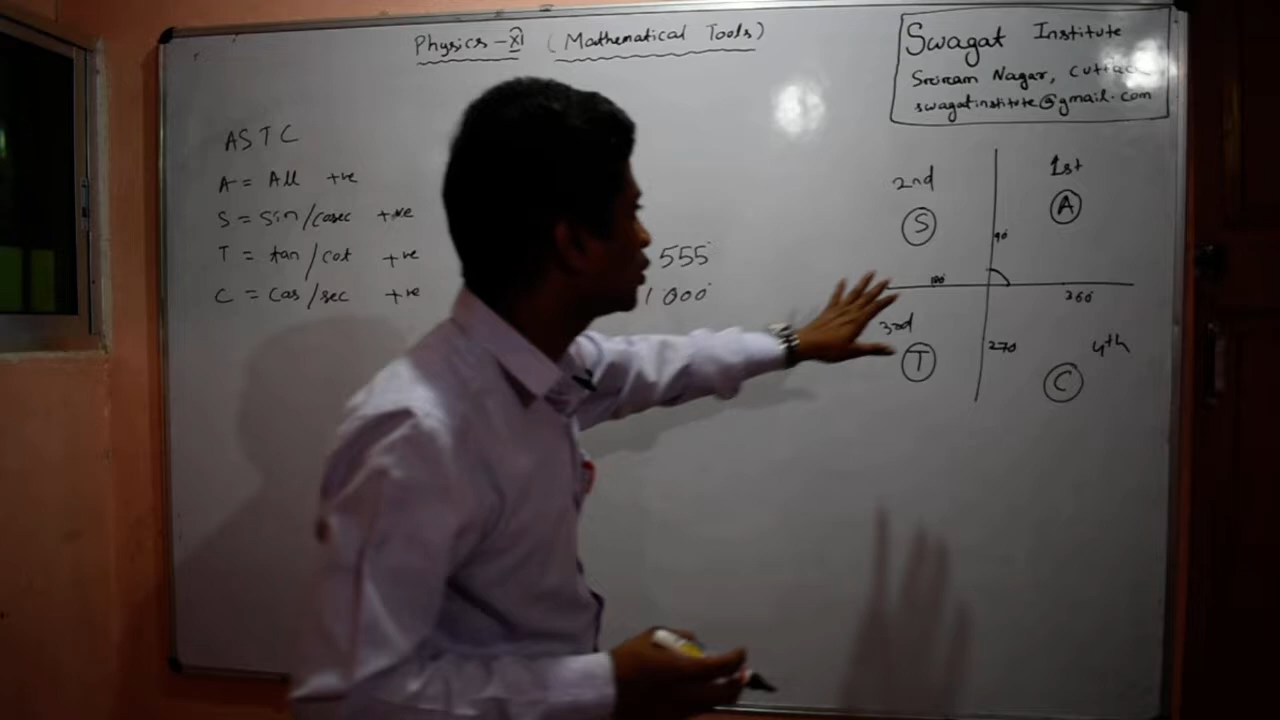 Physics - XI (Mathematical Tools)
Swagat Institute
Sriram Nagar,
swagatinstitute@gmail.com
ASTC
A = All +ve
S = sin/cosec +ve
T = tan/cot +ve
C = cos/sec +ve
555°
1000°
2nd
1st
S
A
90°
180°
360°
3rd
270
4th
T
C